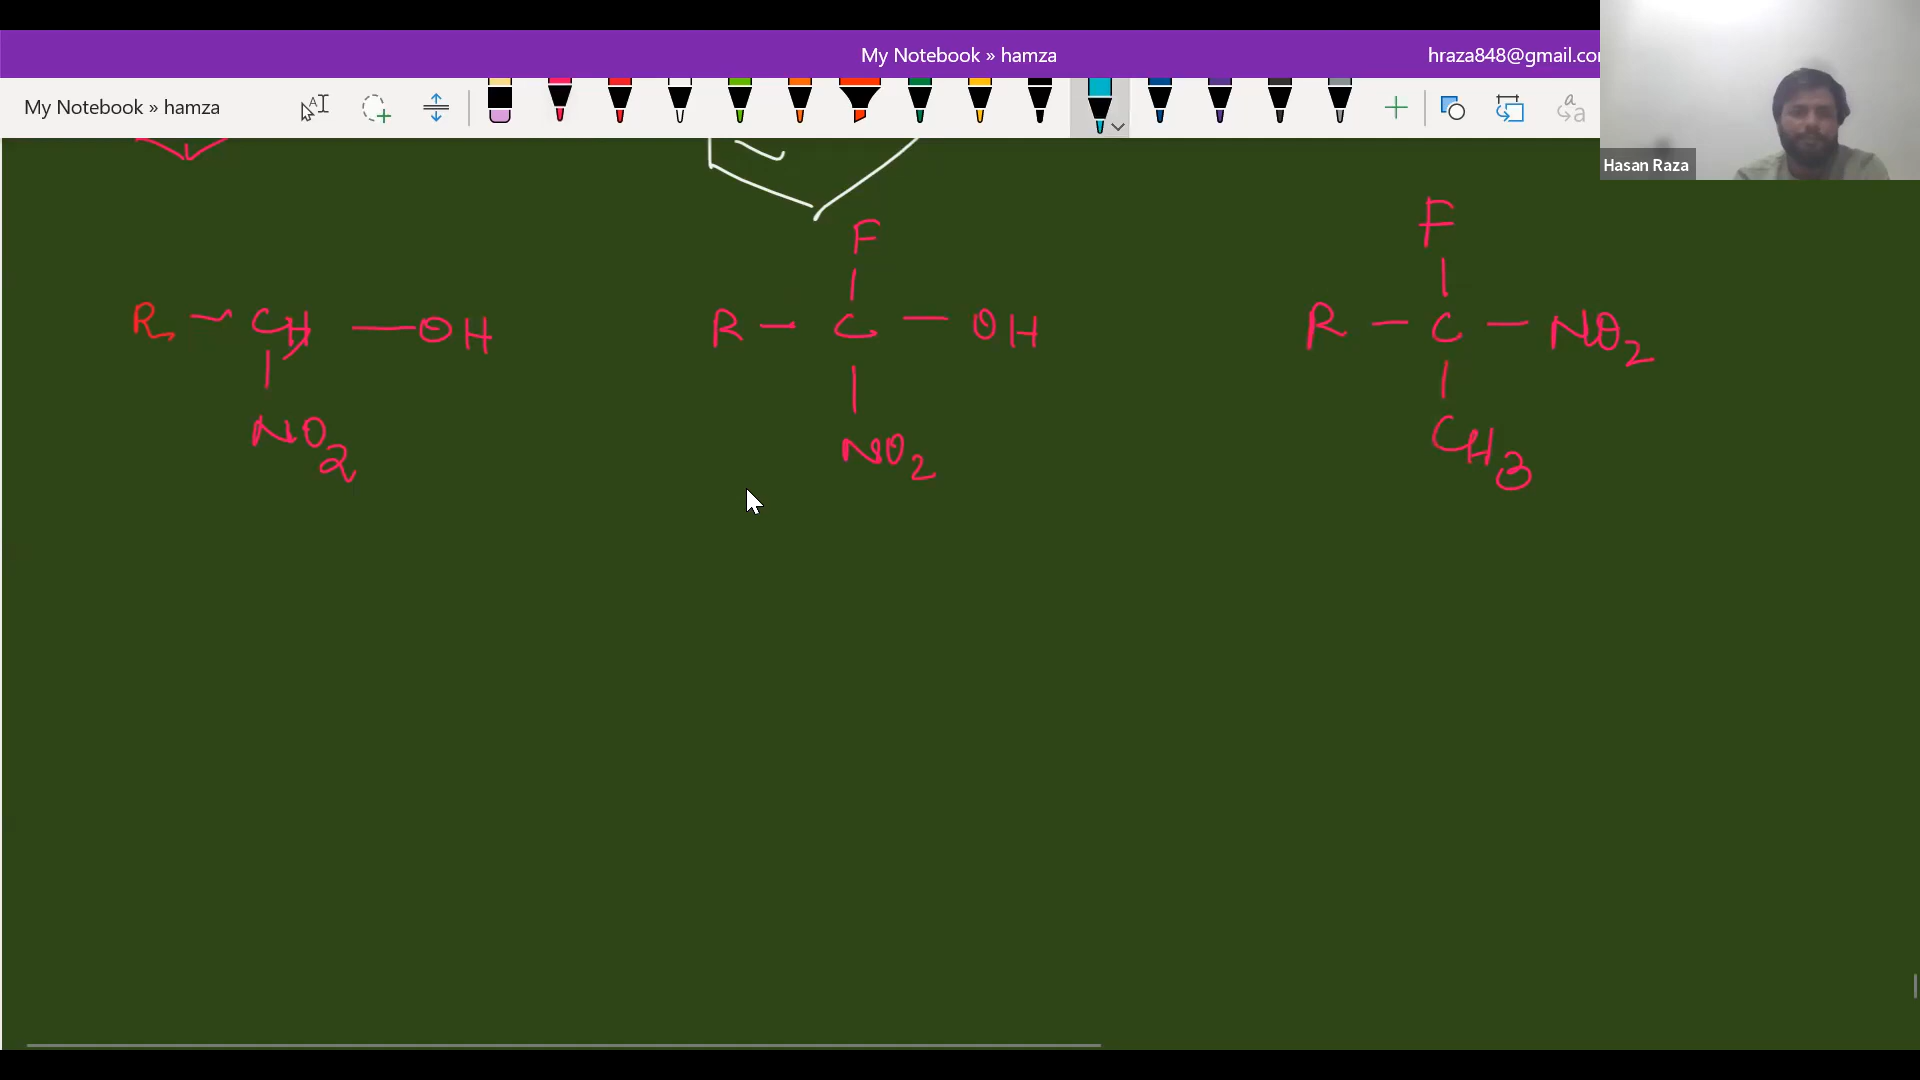 My Notebook » hamza
hraza848@gmail.co
My Notebook » hamza
Hasan Raza
F
F
R - CH - OH
R - C - OH
R - C - NO2
NO2
NO2
CH3